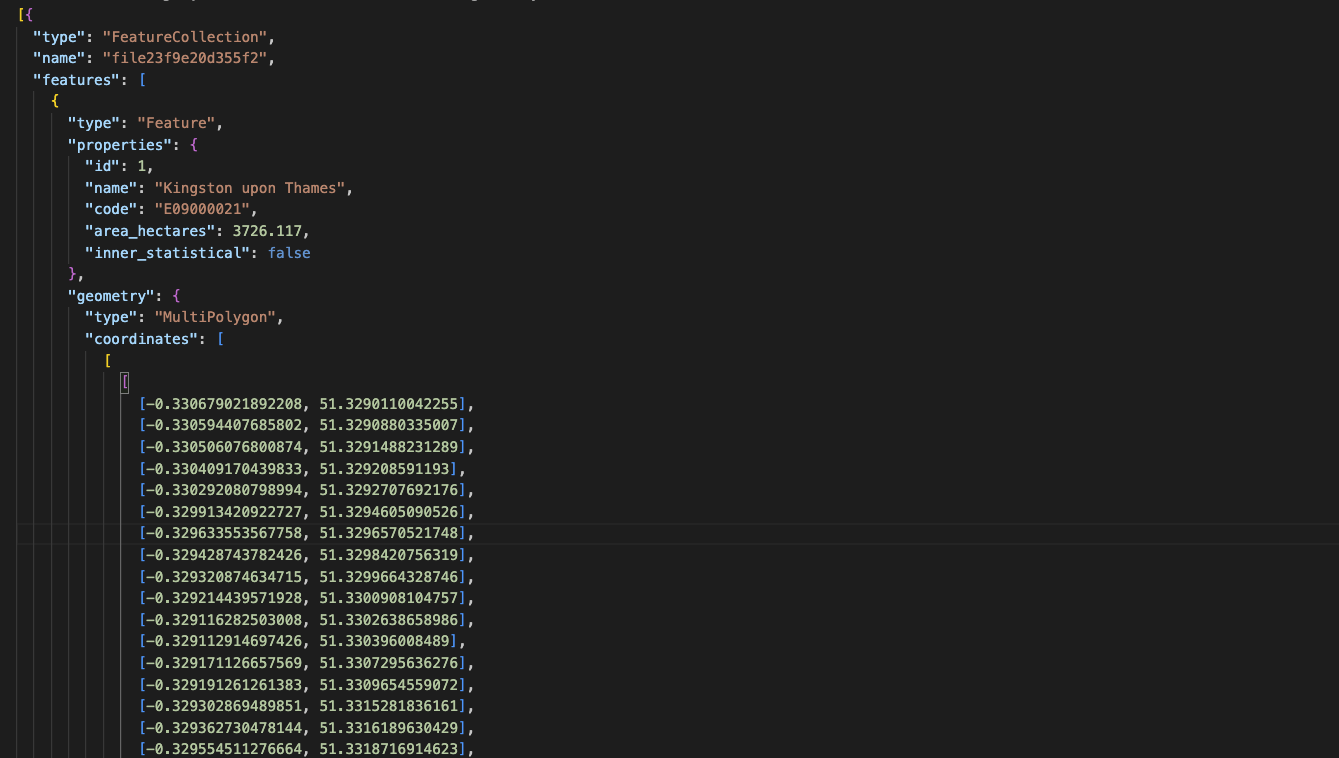 [{
"type": "FeatureCollection",
"name": "file23f9e20d355f2",
"features": [
{
"type": "Feature",
"properties": {
"id": 1,
"name": "Kingston upon Thames",
"code": "E09000021",
"area_hectares": 3726.117,
"inner_statistical": false
},
"geometry": {
"type": "MultiPolygon",
"coordinates": [
[
[
[-0.330679021892208, 51.3290110042255],
[-0.330594407685802, 51.3290880335007],
[-0.330506076800874, 51.3291488231289],
[-0.330409170439833, 51.329208591193],
[-0.330292080798994, 51.3292707692176],
[-0.329913420922727, 51.3294605090526],
[-0.329633553567758, 51.3296570521748],
[-0.329428743782426, 51.3298420756319],
[-0.329320874634715, 51.3299664328746],
[-0.329214439571928, 51.3300908104757],
[-0.329116282503008, 51.3302638658986],
[-0.329112914697426, 51.330396008489],
[-0.329171126657569, 51.3307295636276],
[-0.329191261261383, 51.3309654559072],
[-0.329302869489851, 51.3315281836161],
[-0.329362730478144, 51.3316189630429],
[-0.329554511276664, 51.3318716914623],